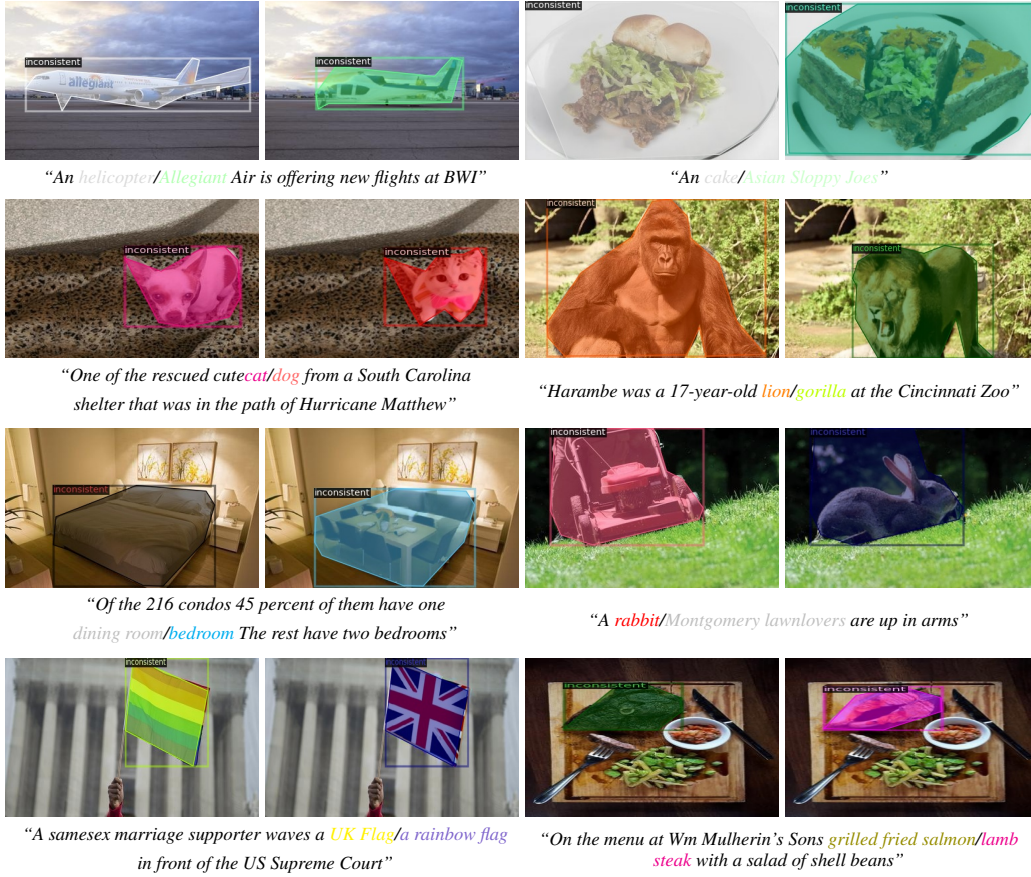 inconsistent
inconsistent
inconsistent
inconsistent
allegiant
“An helicopter/Allegiant Air is offering new flights at BWI”
“An cake/Asian Sloppy Joes”
inconsistent
inconsistent
inconsistent
inconsistent
“One of the rescued cutecat/dog from a South Carolina
shelter that was in the path of Hurricane Matthew”
“Harambe was a 17-year-old lion/gorilla at the Cincinnati Zoo”
inconsistent
inconsistent
inconsistent
inconsistent
“Of the 216 condos 45 percent of them have one
dining room/bedroom The rest have two bedrooms”
“A rabbit/Montgomery lawnlovers are up in arms”
inconsistent
inconsistent
inconsistent
inconsistent
“A samesex marriage supporter waves a UK Flag/a rainbow flag
in front of the US Supreme Court”
“On the menu at Wm Mulherin’s Sons grilled fried salmon/lamb
steak with a salad of shell beans”